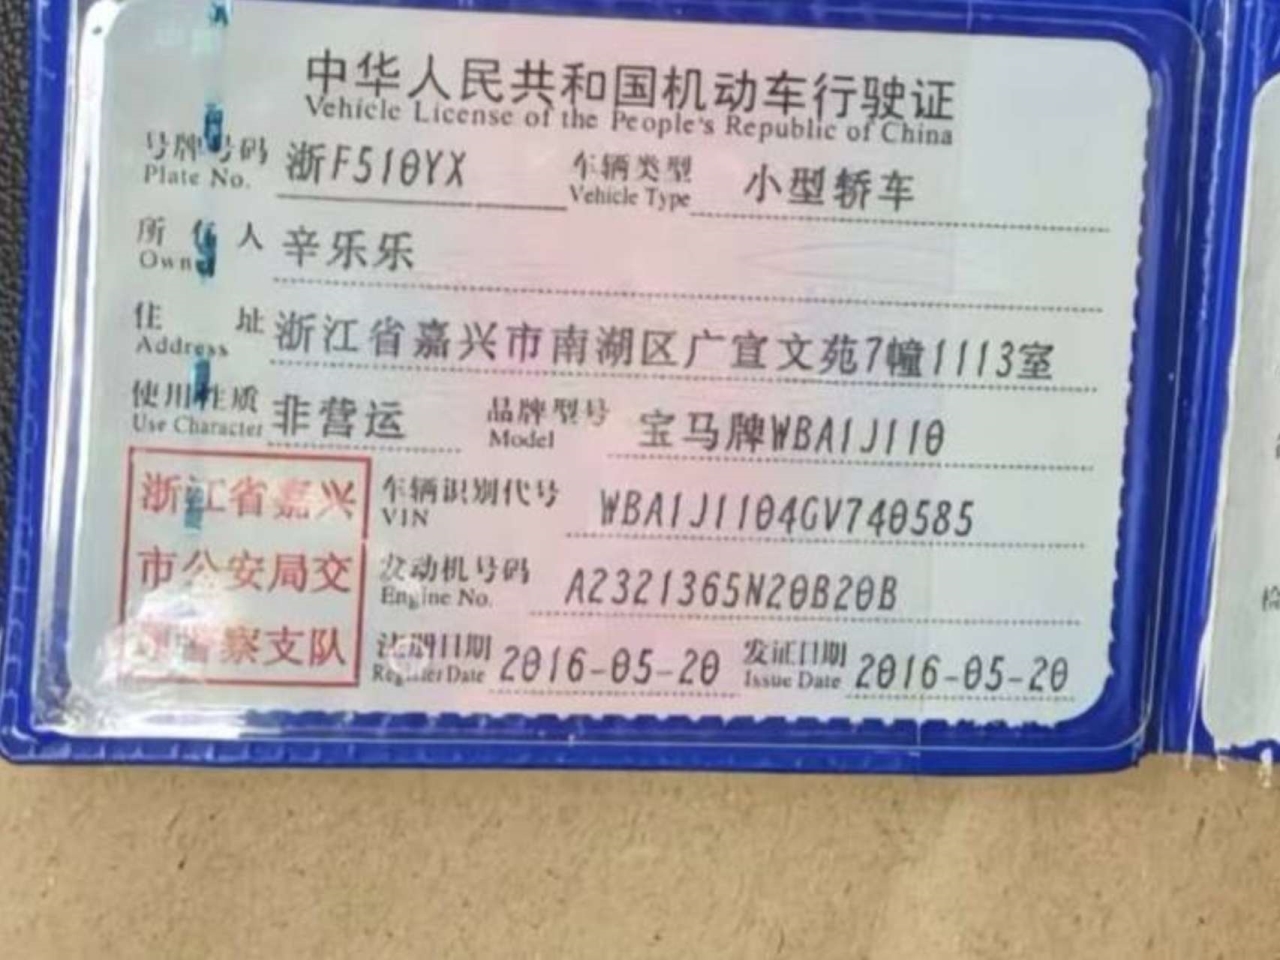 中华人民共和国机动车行驶证
Vehicle License of the People's Republic of China
号牌号码 浙F510YX 车辆类型 小型轿车
Plate No. Vehicle Type
所 人 辛乐乐
住 址 浙江省嘉兴市南湖区广宣文苑7幢1113室
Address
使用性质 非营运 品牌型号 宝马牌WBA1J110
Use Character Model
浙江省嘉兴 车辆识别代号 WBA1J1104GV740585
VIN
市公安局交 发动机号码 A2321365N20B20B
Engine No.
警察支队 注册日期 2016-05-20 发证日期 2016-05-20
Register Date Issue Date